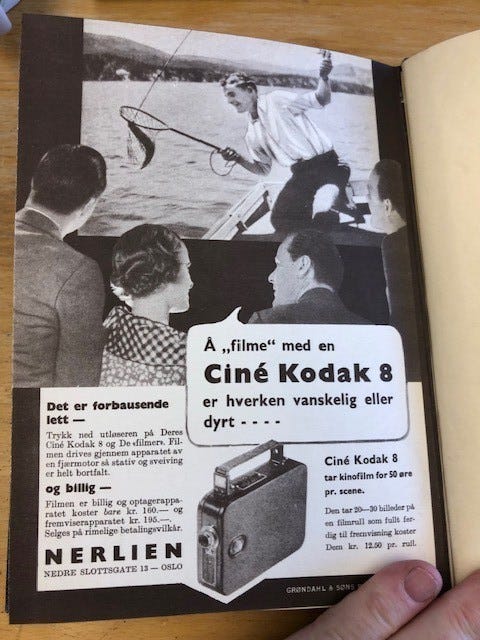 Å „filme“ med en
Ciné Kodak 8
er hverken vanskelig eller
dyrt - - - -
Det er forbausende
lett —
Trykk ned utløseren på Deres
Ciné Kodak 8 og De «filmer». Fil-
men drives gjennem apparatet av
en fjærmotor så stativ og sveiving
er helt bortfalt.
og billig —
Filmen er billig og optagerappa-
ratet koster bare kr. 160.— og
fremviserapparatet kr. 195.—.
Selges på rimelige betalingsvilkår.
NERLIEN
NEDRE SLOTTSGATE 13 — OSLO
Ciné Kodak 8
tar kinofilm for 50 øre
pr. scene.
Den tar 20—30 billeder på
en filmrull som fullt fer-
dig til fremvisning koster
Dem kr. 12.50 pr. rull.
GRØNDAHL & SØNS